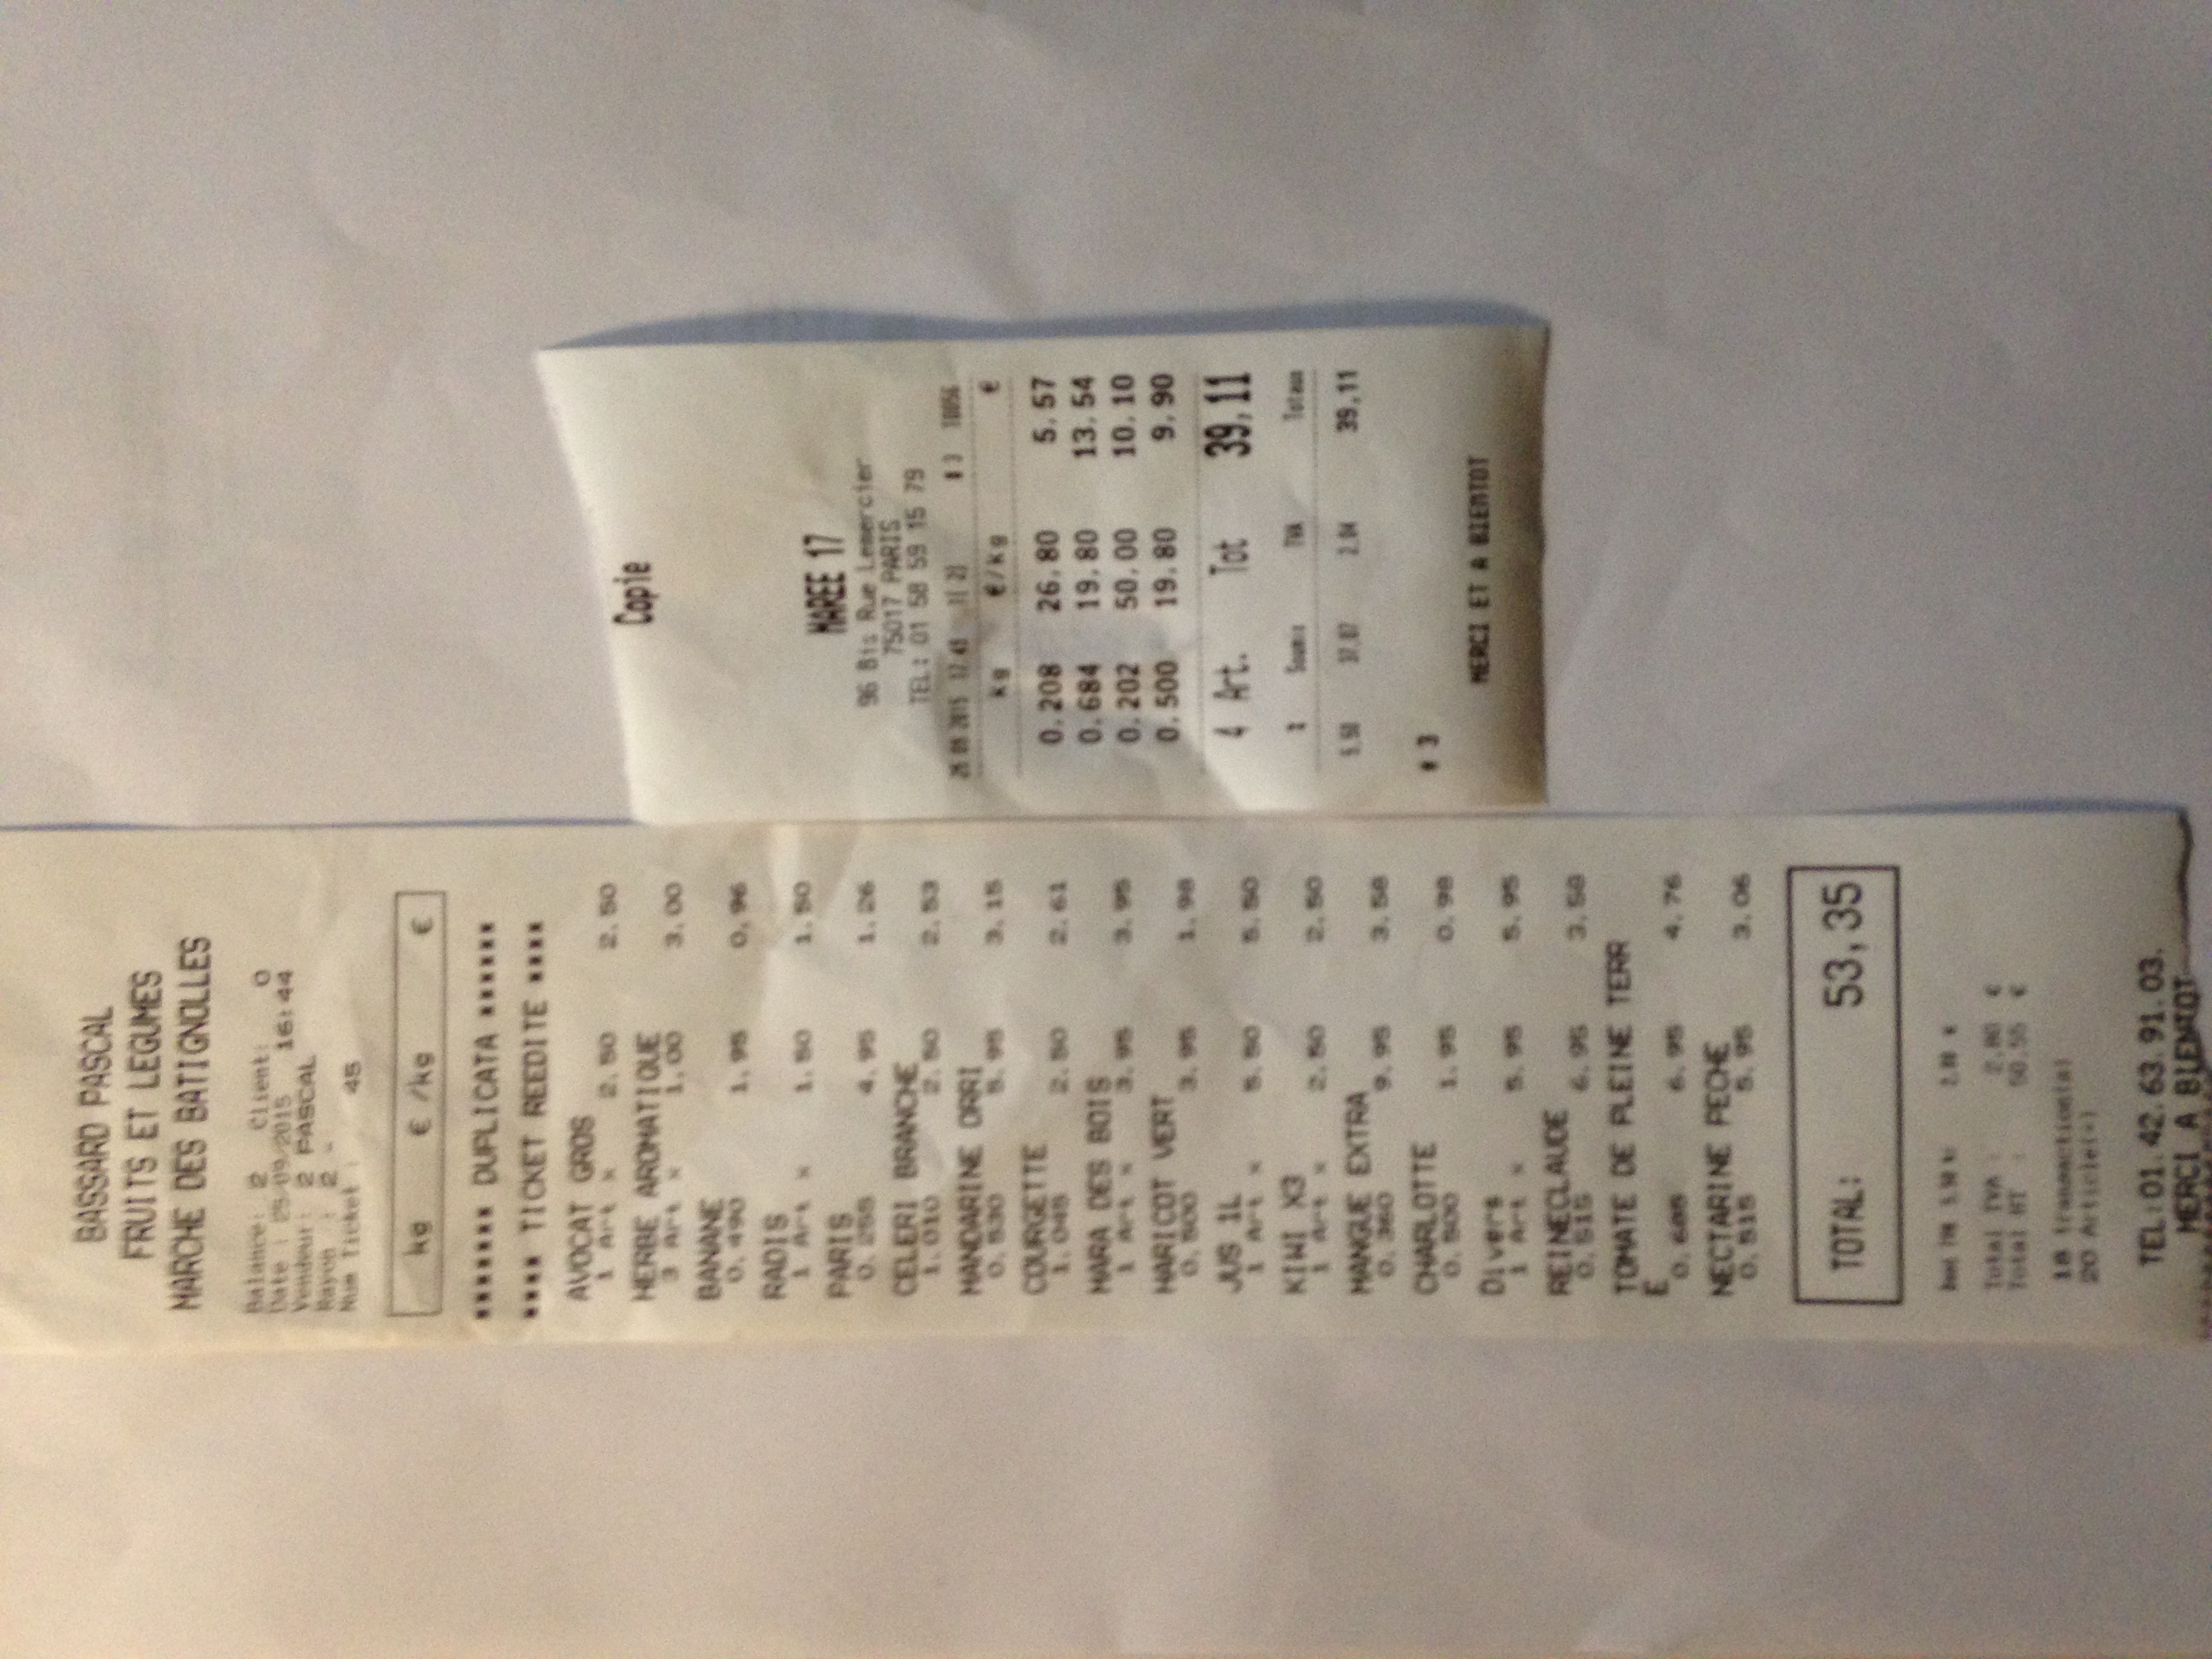 BASSARD PASCAL
FRUITS ET LEGUMES
MARCHE DES BATIGNOLLES
Balance: 2 Client: 0
Date : 25/09/2015 16:44
Vendeur: 2 PASCAL
Rayon : 2 -
Num Ticket : 45
kg € /kg €
******* DUPLICATA ******
**** TICKET REEDITE ****
AVOCAT GROS
1 Art x 2.50 2.50
HERBE AROMATIQUE
3 Art x 1.00 3.00
BANANE
0.490 1.95 0.96
RADIS
1 Art x 1.50 1.50
PARIS
0.255 4.95 1.26
CELERI BRANCHE
1.010 2.50 2.53
MANDARINE ORRI
0.530 5.95 3.15
COURGETTE
1.045 2.50 2.61
MARA DES BOIS
1 Art x 3.95 3.95
HARICOT VERT
0.500 3.95 1.98
JUS 1L
1 Art x 5.50 5.50
KIWI X3
1 Art x 2.50 2.50
MANGUE EXTRA
0.360 9.95 3.58
CHARLOTTE
0.500 1.95 0.98
Divers
1 Art x 5.95 5.95
REINECLAUDE
0.515 6.95 3.58
TOMATE DE PLEINE TERR
E
0.685 6.95 4.76
NECTARINE PECHE
0.515 5.95 3.06
TOTAL: 53,35
TVA 5.50 % 2.80 €
Total TVA : 2.80 €
Total HT : 50.55 €
18 transaction(s)
20 Article(s)
TEL:01.42.63.91.03.
MERCI A BIENTOT
Copie
MAREE 17
96 Bis Rue Lemercier
75017 PARIS
TEL: 01 58 59 15 79
2015 1( 2) # 3
kg €/kg €
0.208 26.80 5.57
0.684 19.80 13.54
0.202 50.00 10.10
0.500 19.80 9.90
4 Art. Tot 39,11
% Soumis TVA Totaux
5.50 37.07 2.04 39,11
# 3
MERCI ET A BIENTOT